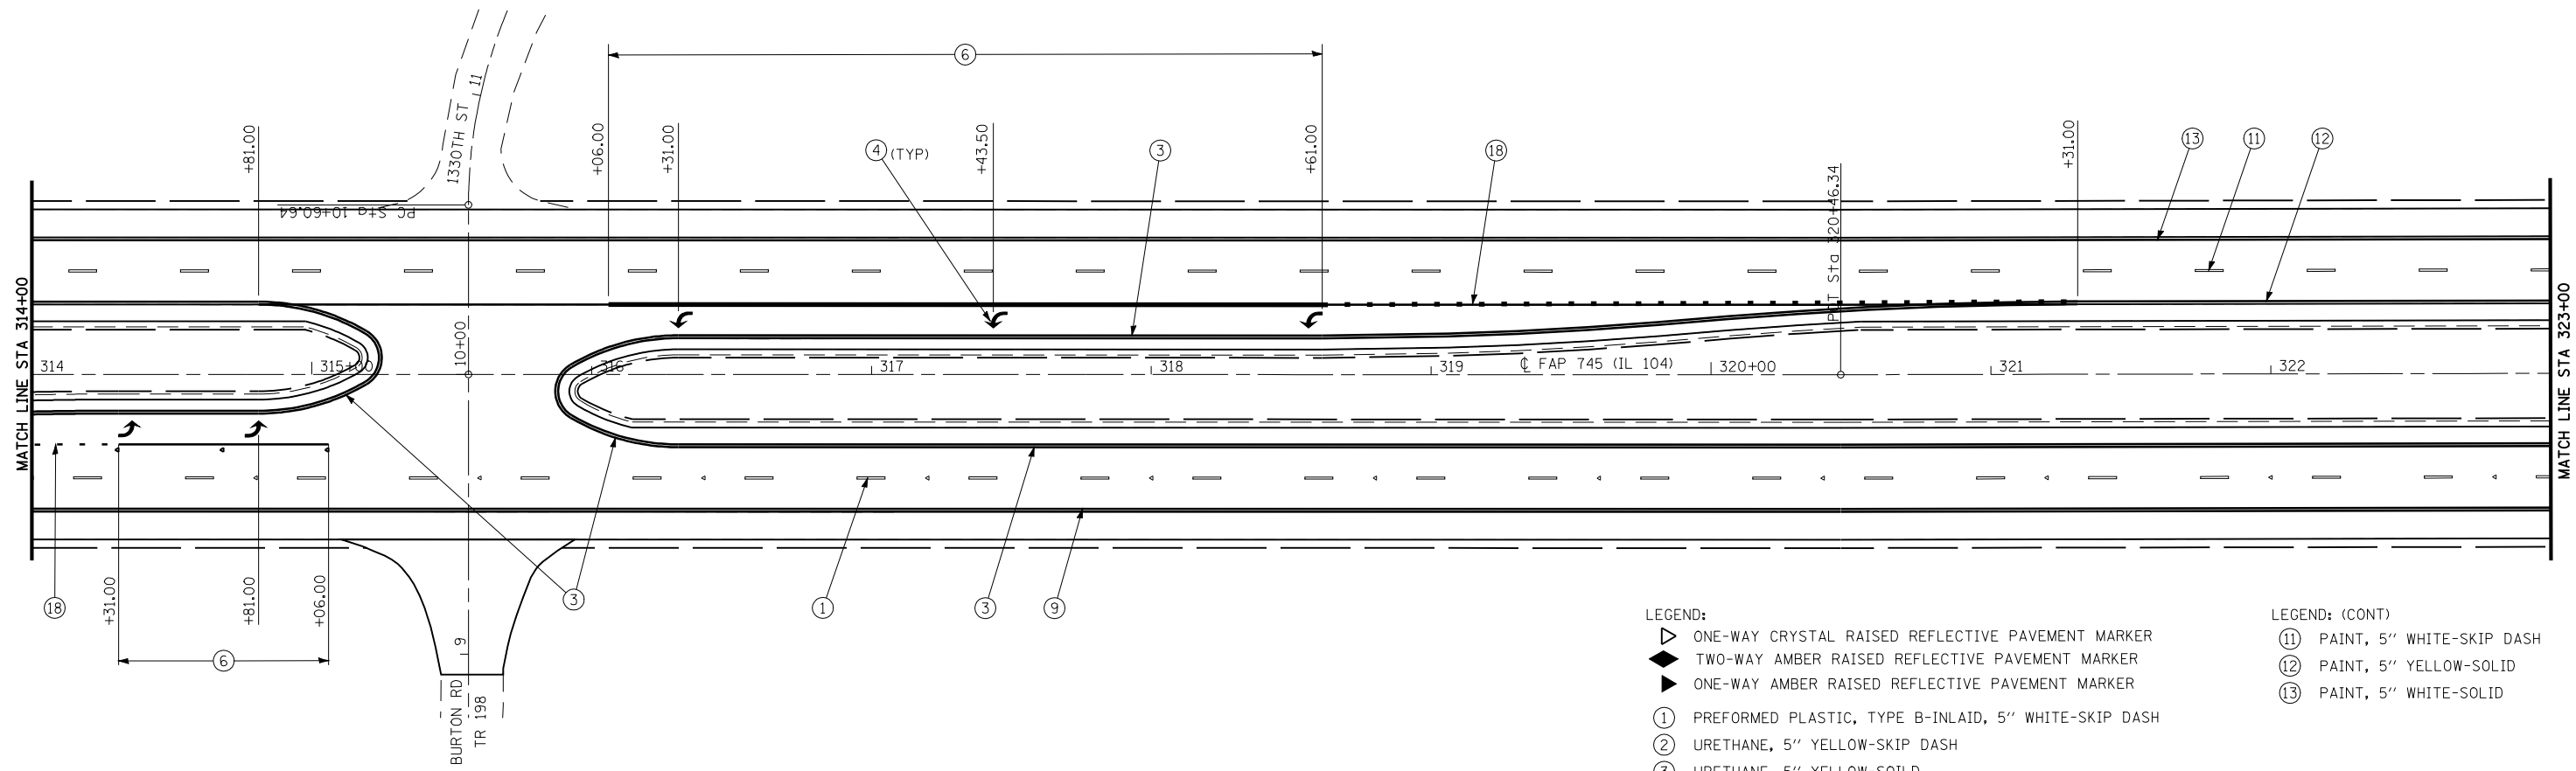 1330TH ST
11
6
+81.00
+06.00
+31.00
4 (TYP)
+43.50
3
+61.00
18
+31.00
13
11
12
PC Sta 10+60.64
Sta 320+46.34
MATCH LINE STA 314+00
MATCH LINE STA 323+00
110+00
314
315+00
316
317
318
319
℄ FAP 745 (IL 104)
320+00
321
322
18
+31.00
+81.00
+06.00
3
1
3
9
6
9
BURTON RD
TR 198
LEGEND:
ONE-WAY CRYSTAL RAISED REFLECTIVE PAVEMENT MARKER
TWO-WAY AMBER RAISED REFLECTIVE PAVEMENT MARKER
ONE-WAY AMBER RAISED REFLECTIVE PAVEMENT MARKER
1 PREFORMED PLASTIC, TYPE B-INLAID, 5" WHITE-SKIP DASH
2 URETHANE, 5" YELLOW-SKIP DASH
3 URETHANE, 5" YELLOW-SOILD
LEGEND: (CONT)
11 PAINT, 5" WHITE-SKIP DASH
12 PAINT, 5" YELLOW-SOLID
13 PAINT, 5" WHITE-SOLID